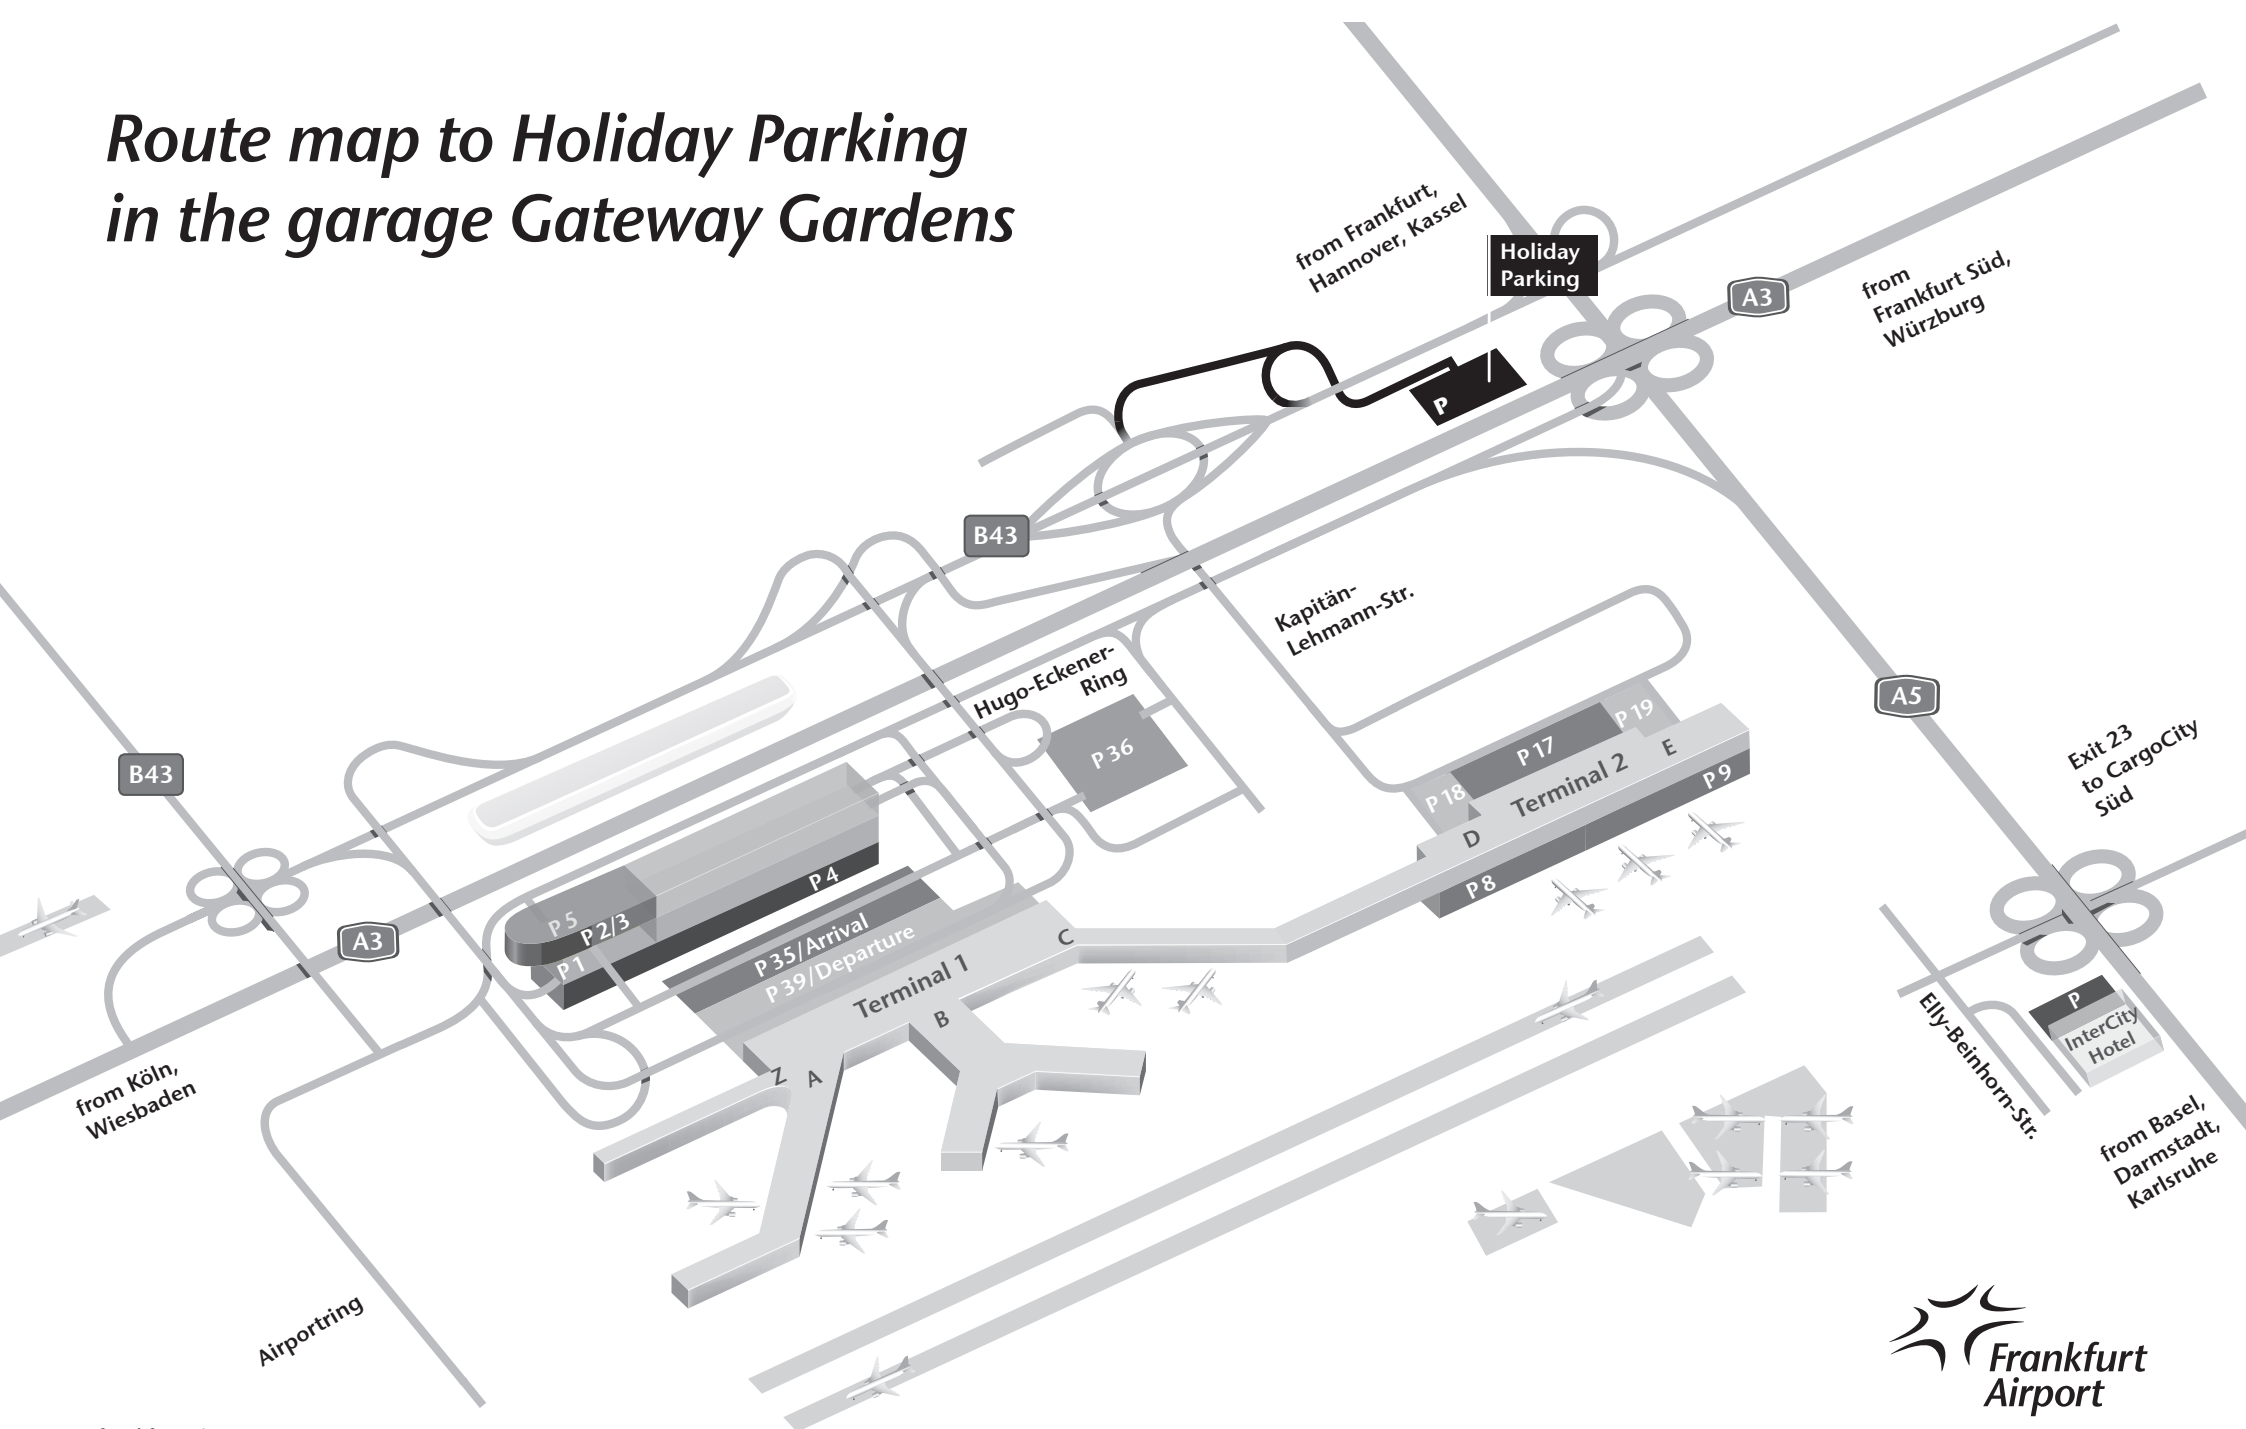 Route map to Holiday Parking
in the garage Gateway Gardens
from Frankfurt,
Hannover, Kassel
Holiday
Parking
A3
from
Frankfurt Süd,
Würzburg
P
B43
Kapitän-
Lehmann-Str.
Hugo-Eckener-
Ring
P 36
A5
Exit 23
to CargoCity
Süd
P 19
P 17
E
P 18
Terminal 2
P 9
D
P 8
B43
A3
P 4
P 5
P 2/3
P 1
P 35/Arrival
P 39/Departure
Terminal 1
C
B
Z
A
from Köln,
Wiesbaden
Airportring
Elly-Beinhorn-Str.
P
InterCity
Hotel
from Basel,
Darmstadt,
Karlsruhe
Frankfurt
Airport